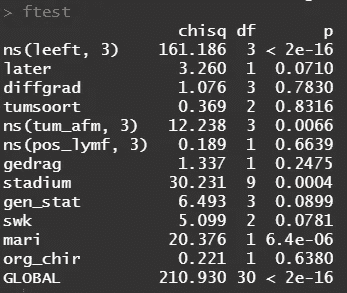 > ftest
chisq df p
ns(leeft, 3) 161.186 3 < 2e-16
later 3.260 1 0.0710
diffgrad 1.076 3 0.7830
tumsoort 0.369 2 0.8316
ns(tum_afm, 3) 12.238 3 0.0066
ns(pos_lymf, 3) 0.189 1 0.6639
gedrag 1.337 1 0.2475
stadium 30.231 9 0.0004
gen_stat 6.493 3 0.0899
swk 5.099 2 0.0781
mari 20.376 1 6.4e-06
org_chir 0.221 1 0.6380
GLOBAL 210.930 30 < 2e-16